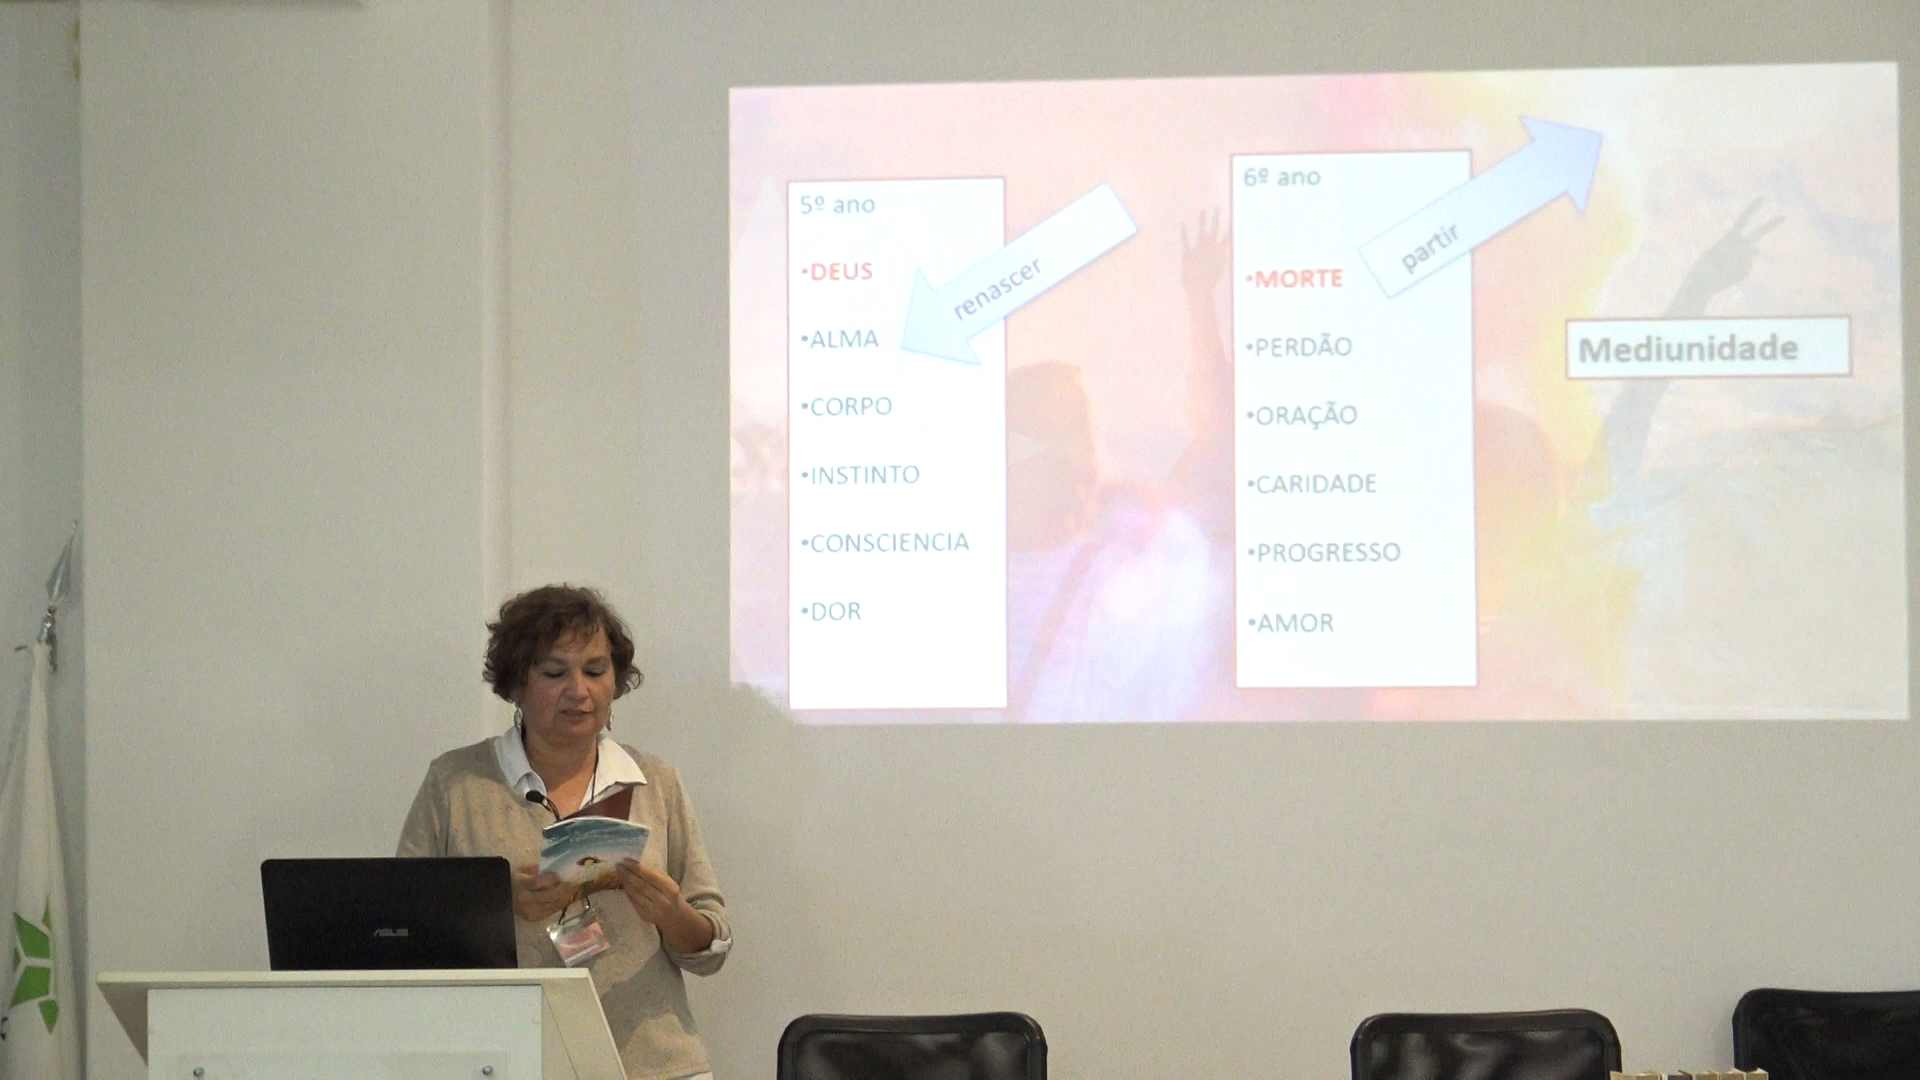 5º ano
•DEUS
•ALMA
•CORPO
•INSTINTO
•CONSCIENCIA
•DOR
renascer
6º ano
•MORTE
•PERDÃO
•ORAÇÃO
•CARIDADE
•PROGRESSO
•AMOR
partir
Mediunidade
ASUS